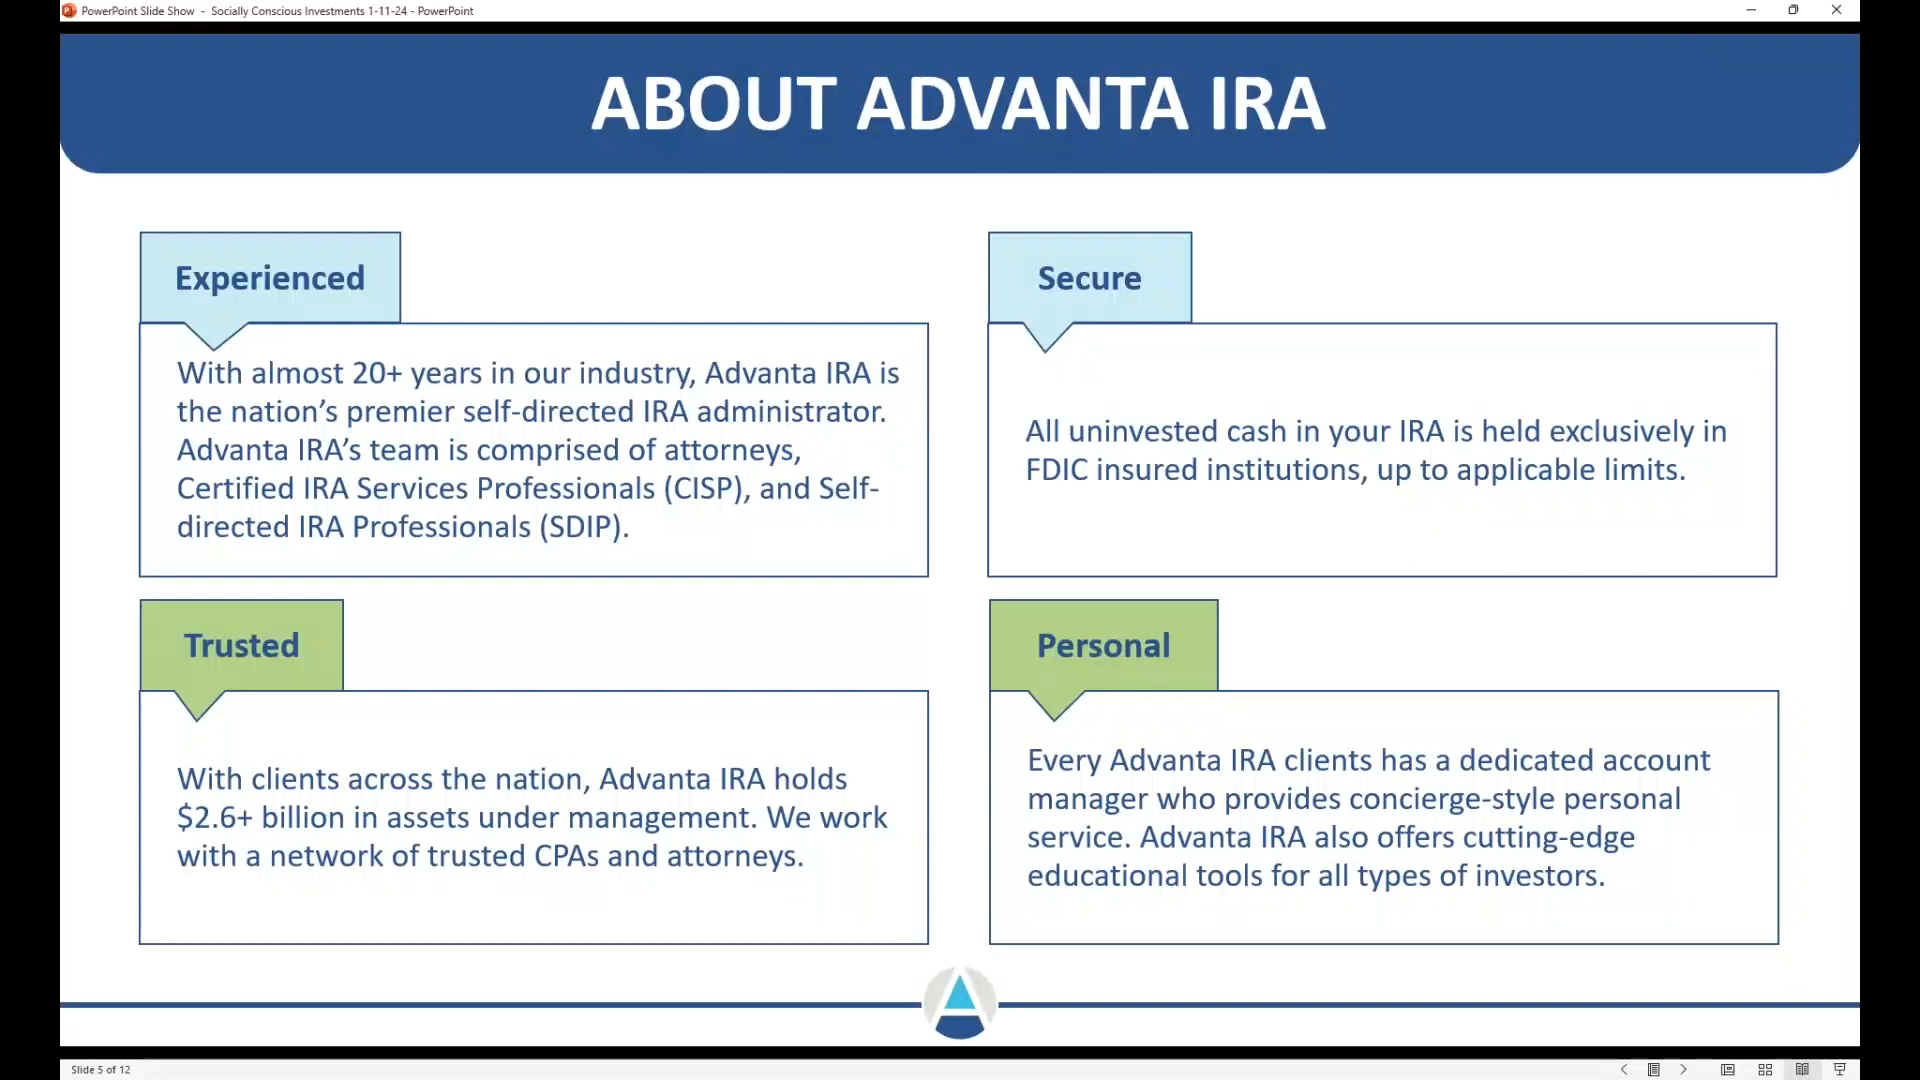 PowerPoint Slide Show - Socially Conscious Investments 1-11-24 - PowerPoint
ABOUT ADVANTA IRA
Experienced
With almost 20+ years in our industry, Advanta IRA is
the nation’s premier self-directed IRA administrator.
Advanta IRA’s team is comprised of attorneys,
Certified IRA Services Professionals (CISP), and Self-
directed IRA Professionals (SDIP).
Secure
All uninvested cash in your IRA is held exclusively in
FDIC insured institutions, up to applicable limits.
Trusted
With clients across the nation, Advanta IRA holds
$2.6+ billion in assets under management. We work
with a network of trusted CPAs and attorneys.
Personal
Every Advanta IRA clients has a dedicated account
manager who provides concierge-style personal
service. Advanta IRA also offers cutting-edge
educational tools for all types of investors.
Slide 5 of 12